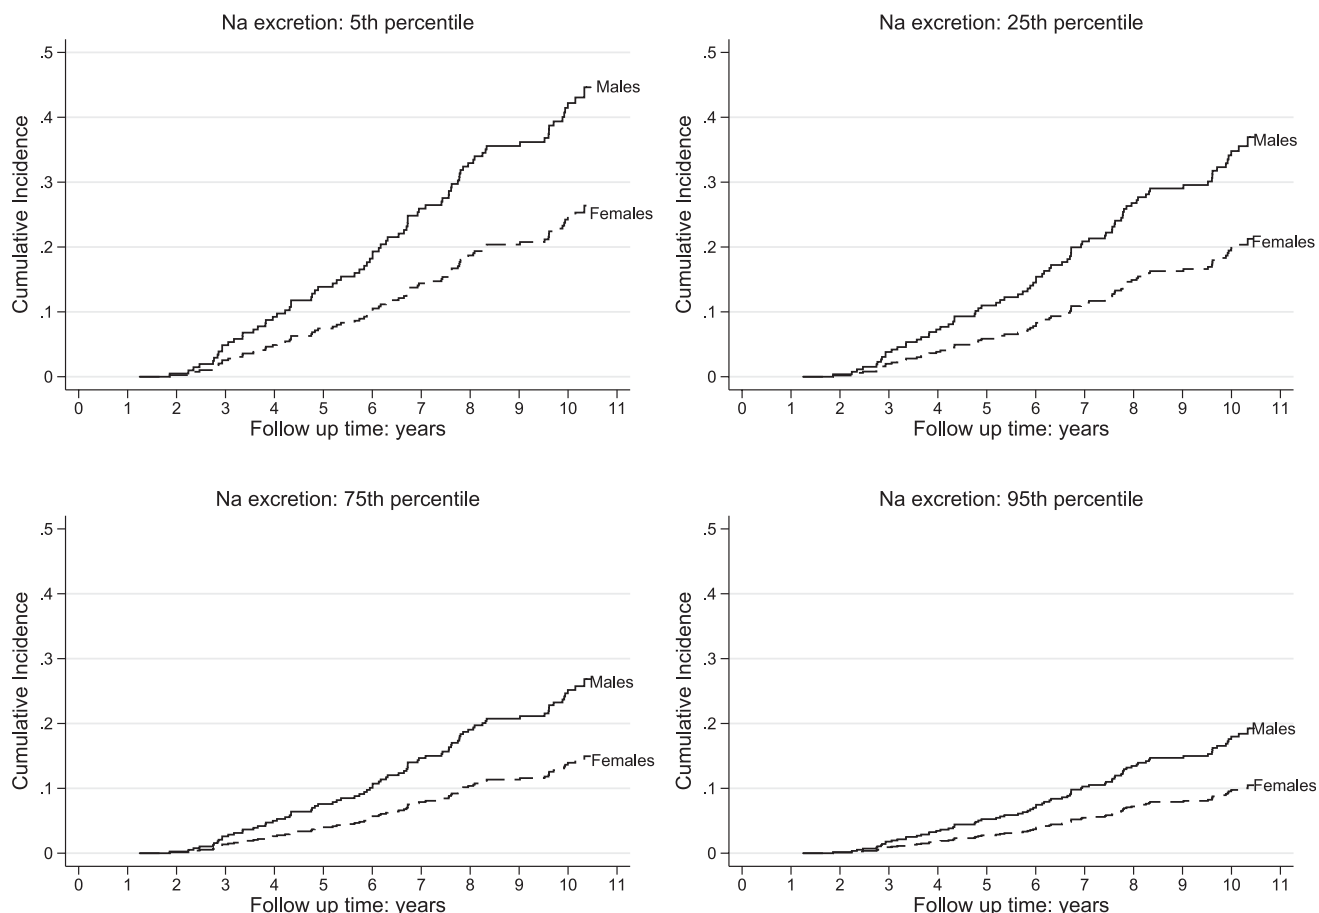 Na excretion: 5th percentile
.5
.4
.3
.2
.1
0
Cumulative Incidence
Males
Females
0 1 2 3 4 5 6 7 8 9 10 11
Follow up time: years
Na excretion: 25th percentile
.5
.4
.3
.2
.1
0
Cumulative Incidence
Males
Females
0 1 2 3 4 5 6 7 8 9 10 11
Follow up time: years
Na excretion: 75th percentile
.5
.4
.3
.2
.1
0
Cumulative Incidence
Males
Females
0 1 2 3 4 5 6 7 8 9 10 11
Follow up time: years
Na excretion: 95th percentile
.5
.4
.3
.2
.1
0
Cumulative Incidence
Males
Females
0 1 2 3 4 5 6 7 8 9 10 11
Follow up time: years